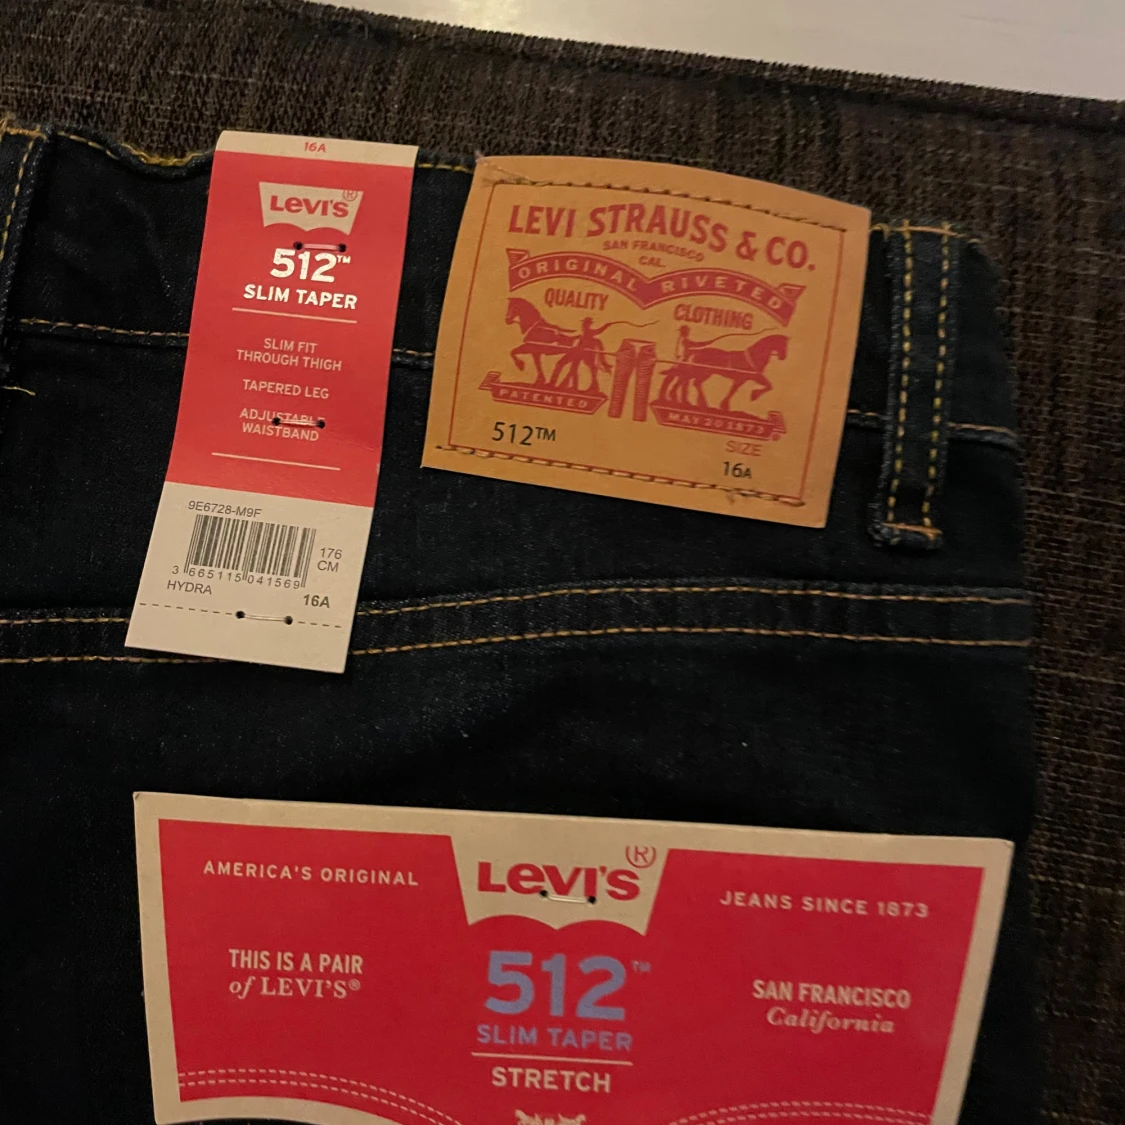 16A
Levi's®
512™
SLIM TAPER
SLIM FIT
THROUGH THIGH
TAPERED LEG
ADJUSTABLE
WAISTBAND
9E6728-M9F
176
CM
3 665115 041569
HYDRA
16A
LEVI STRAUSS & CO.
SAN FRANCISCO
CAL.
ORIGINAL RIVETED
QUALITY CLOTHING
PATENTED
MAY 20 1873
512™
SIZE
16A
AMERICA'S ORIGINAL
Levi's®
JEANS SINCE 1873
THIS IS A PAIR
of LEVI'S®
512™
SLIM TAPER
STRETCH
SAN FRANCISCO
California